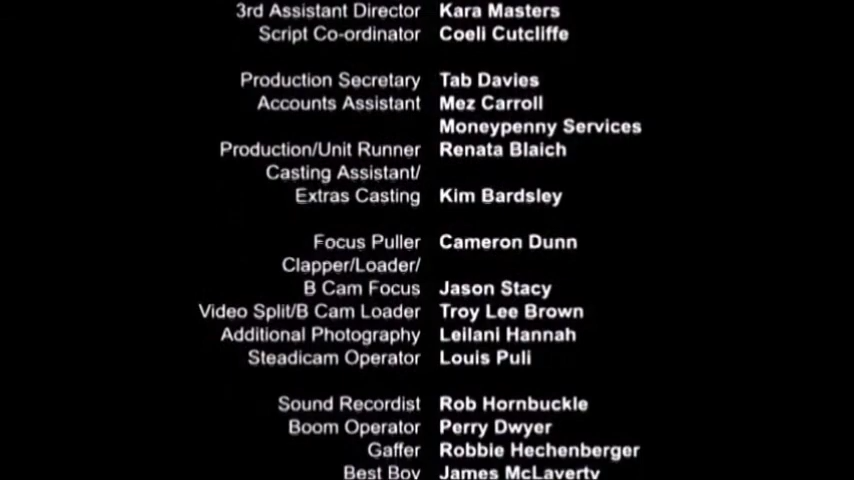 3rd Assistant Director Kara Masters
Script Co-ordinator Coeli Cutcliffe
Production Secretary Tab Davies
Accounts Assistant Mez Carroll
Moneypenny Services
Production/Unit Runner Renata Blaich
Casting Assistant/
Extras Casting Kim Bardsley
Focus Puller Cameron Dunn
Clapper/Loader/
B Cam Focus Jason Stacy
Video Split/B Cam Loader Troy Lee Brown
Additional Photography Leilani Hannah
Steadicam Operator Louis Puli
Sound Recordist Rob Hornbuckle
Boom Operator Perry Dwyer
Gaffer Robbie Hechenberger
Best Boy James McLaverty